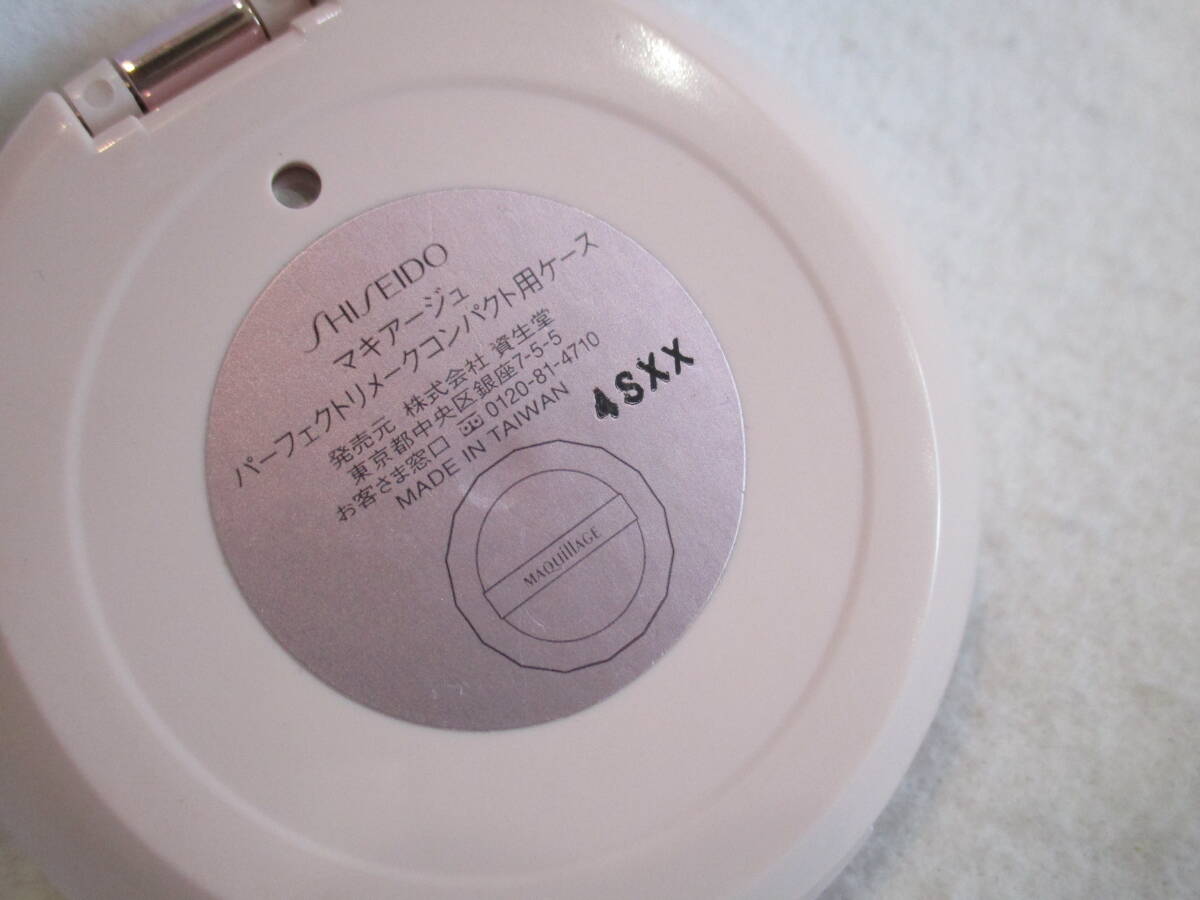 SHISEIDO
マキアージュ
パーフェクトリメークコンパクト用ケース
発売元 株式会社 資生堂
東京都中央区銀座7-5-5
お客さま窓口 0120-81-4710
MADE IN TAIWAN
4SXX
MAQuillAGE